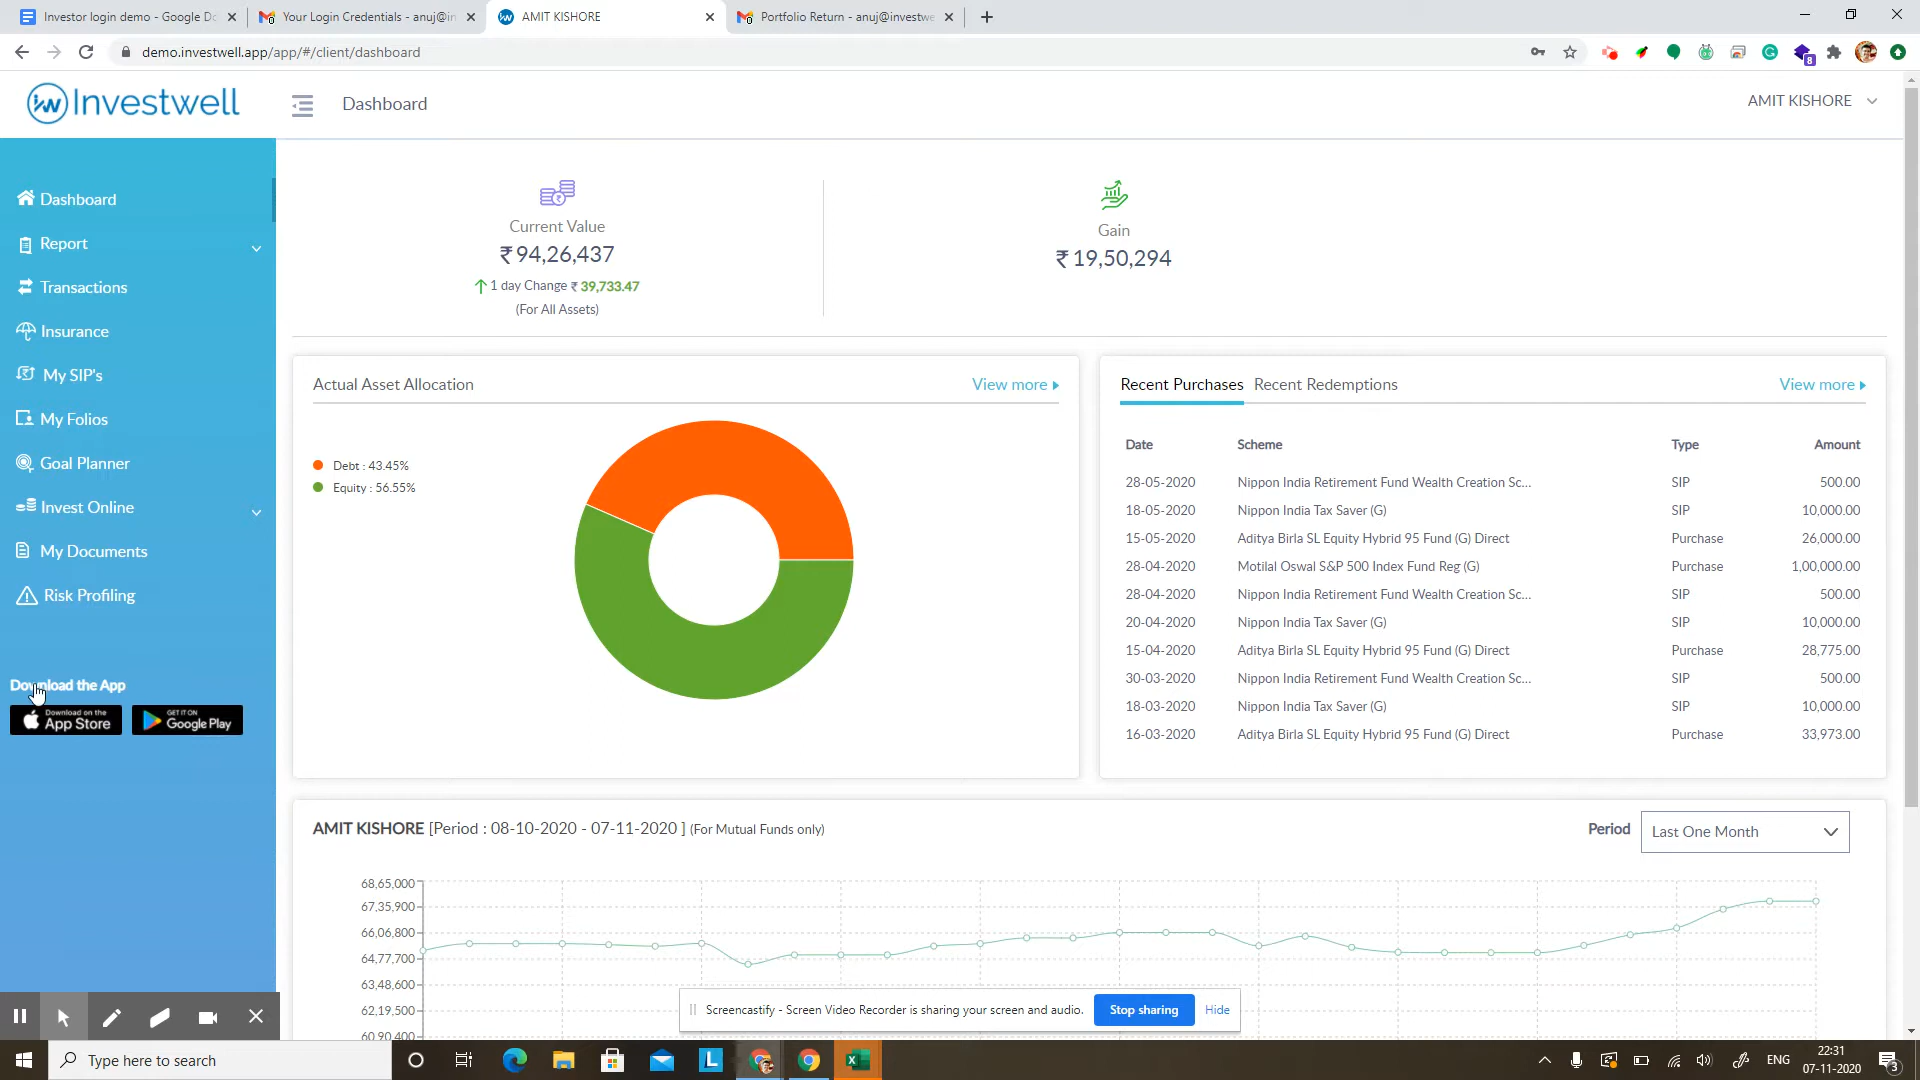 Investor login demo - Google Do
Your Login Credentials - anuj@in
AMIT KISHORE
Portfolio Return - anuj@investwe
demo.investwell.app/app/#/client/dashboard
8
iw Investwell
Dashboard
AMIT KISHORE
Dashboard
Report
Transactions
Insurance
My SIP's
My Folios
Goal Planner
Invest Online
My Documents
Risk Profiling
Download the App
Download on the App Store
GET IT ON Google Play
Current Value
₹ 94,26,437
1 day Change ₹ 39,733.47
(For All Assets)
Gain
₹ 19,50,294
Actual Asset Allocation
View more
Debt : 43.45%
Equity : 56.55%
Recent Purchases Recent Redemptions
View more
Date Scheme Type Amount
28-05-2020 Nippon India Retirement Fund Wealth Creation Sc... SIP 500.00
18-05-2020 Nippon India Tax Saver (G) SIP 10,000.00
15-05-2020 Aditya Birla SL Equity Hybrid 95 Fund (G) Direct Purchase 26,000.00
28-04-2020 Motilal Oswal S&P 500 Index Fund Reg (G) Purchase 1,00,000.00
28-04-2020 Nippon India Retirement Fund Wealth Creation Sc... SIP 500.00
20-04-2020 Nippon India Tax Saver (G) SIP 10,000.00
15-04-2020 Aditya Birla SL Equity Hybrid 95 Fund (G) Direct Purchase 28,775.00
30-03-2020 Nippon India Retirement Fund Wealth Creation Sc... SIP 500.00
18-03-2020 Nippon India Tax Saver (G) SIP 10,000.00
16-03-2020 Aditya Birla SL Equity Hybrid 95 Fund (G) Direct Purchase 33,973.00
AMIT KISHORE [Period : 08-10-2020 - 07-11-2020 ] (For Mutual Funds only)
Period Last One Month
68,65,000
67,35,900
66,06,800
64,77,700
63,48,600
62,19,500
60,90,400
Screencastify - Screen Video Recorder is sharing your screen and audio.
Stop sharing
Hide
Type here to search
L
ENG
22:31
07-11-2020
3